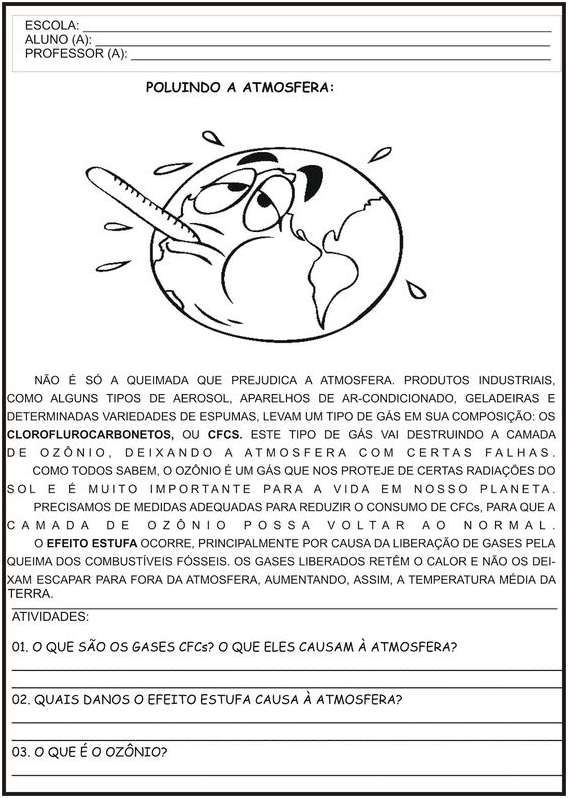 ESCOLA:
ALUNO (A):
PROFESSOR (A):
POLUINDO A ATMOSFERA:
NÃO É SÓ A QUEIMADA QUE PREJUDICA A ATMOSFERA. PRODUTOS INDUSTRIAIS,
COMO ALGUNS TIPOS DE AEROSOL, APARELHOS DE AR-CONDICIONADO, GELADEIRAS E
DETERMINADAS VARIEDADES DE ESPUMAS, LEVAM UM TIPO DE GÁS EM SUA COMPOSIÇÃO: OS
CLOROFLUROCARBONETOS, OU CFCS. ESTE TIPO DE GÁS VAI DESTRUINDO A CAMADA
DE OZÔNIO, DEIXANDO A ATMOSFERA COM CERTAS FALHAS.
COMO TODOS SABEM, O OZÔNIO É UM GÁS QUE NOS PROTEJE DE CERTAS RADIAÇÕES DO
SOL E É MUITO IMPORTANTE PARA A VIDA EM NOSSO PLANETA.
PRECISAMOS DE MEDIDAS ADEQUADAS PARA REDUZIR O CONSUMO DE CFCs, PARA QUE A
CAMADA DE OZÔNIO POSSA VOLTAR AO NORMAL.
O EFEITO ESTUFA OCORRE, PRINCIPALMENTE POR CAUSA DA LIBERAÇÃO DE GASES PELA
QUEIMA DOS COMBUSTÍVEIS FÓSSEIS. OS GASES LIBERADOS RETÊM O CALOR E NÃO OS DEI-
XAM ESCAPAR PARA FORA DA ATMOSFERA, AUMENTANDO, ASSIM, A TEMPERATURA MÉDIA DA
TERRA.
ATIVIDADES:
01. O QUE SÃO OS GASES CFCs? O QUE ELES CAUSAM À ATMOSFERA?
02. QUAIS DANOS O EFEITO ESTUFA CAUSA À ATMOSFERA?
03. O QUE É O OZÔNIO?